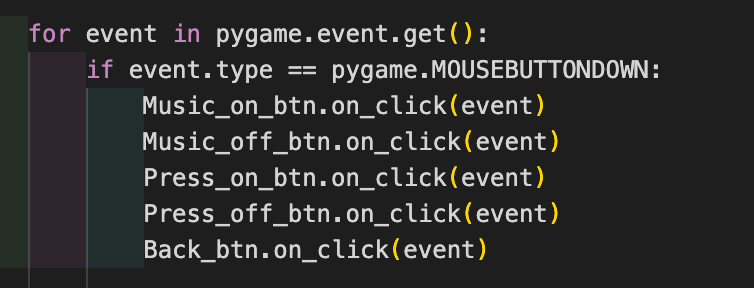 for event in pygame.event.get():
if event.type == pygame.MOUSEBUTTONDOWN:
Music_on_btn.on_click(event)
Music_off_btn.on_click(event)
Press_on_btn.on_click(event)
Press_off_btn.on_click(event)
Back_btn.on_click(event)